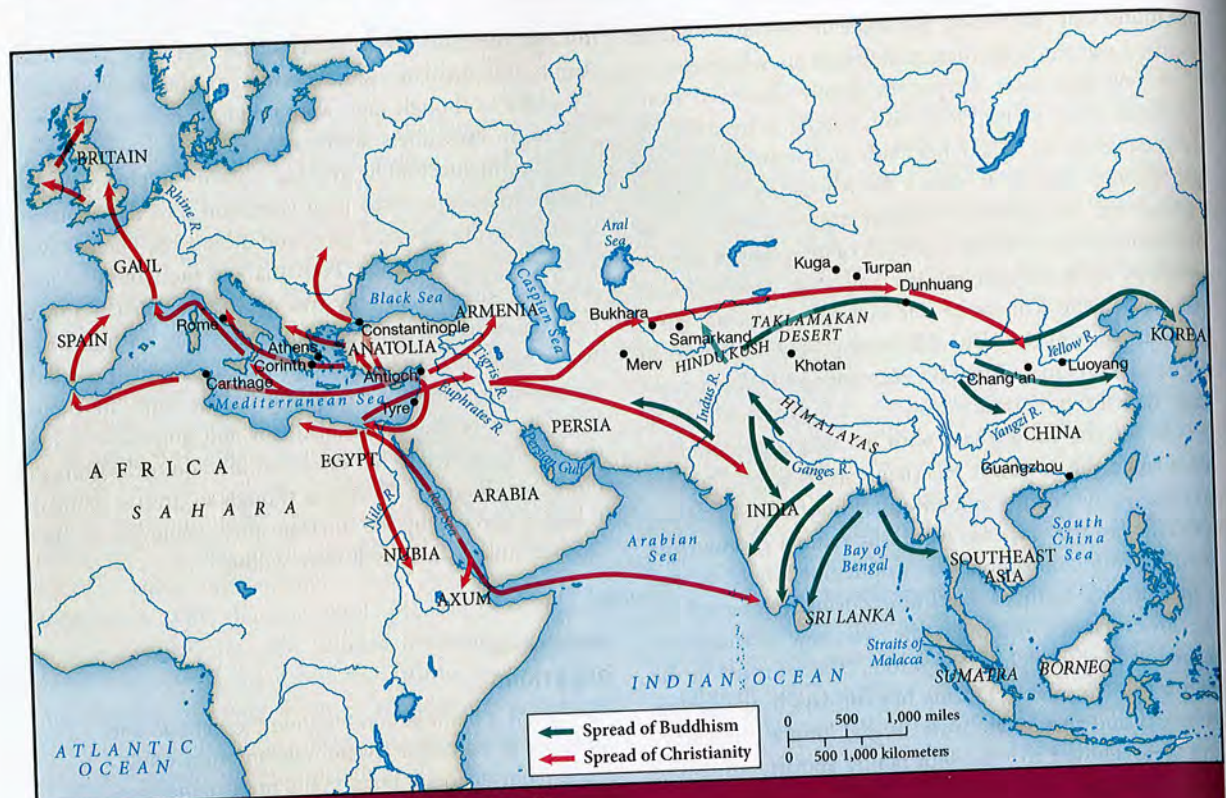 BRITAIN
Rhine R.
GAUL
SPAIN
Rome
Athens
Corinth
Carthage
Mediterranean Sea
Black Sea
Constantinople
ANATOLIA
Antioch
Tyre
ARMENIA
Caspian Sea
Aral Sea
Tigris R.
Euphrates R.
EGYPT
AFRICA
SAHARA
Nile R.
Red Sea
NUBIA
AXUM
ARABIA
Persian Gulf
PERSIA
Bukhara
Samarkand
Merv
HINDU KUSH
Kuga
Turpan
Dunhuang
TAKLAMAKAN DESERT
Khotan
Indus R.
HIMALAYAS
Ganges R.
INDIA
Arabian Sea
Bay of Bengal
SRI LANKA
KOREA
Yellow R.
Luoyang
Chang'an
Yangzi R.
CHINA
Guangzhou
South China Sea
SOUTHEAST ASIA
Straits of Malacca
SUMATRA
BORNEO
INDIAN OCEAN
ATLANTIC OCEAN
Spread of Buddhism
Spread of Christianity
0 500 1,000 miles
0 500 1,000 kilometers